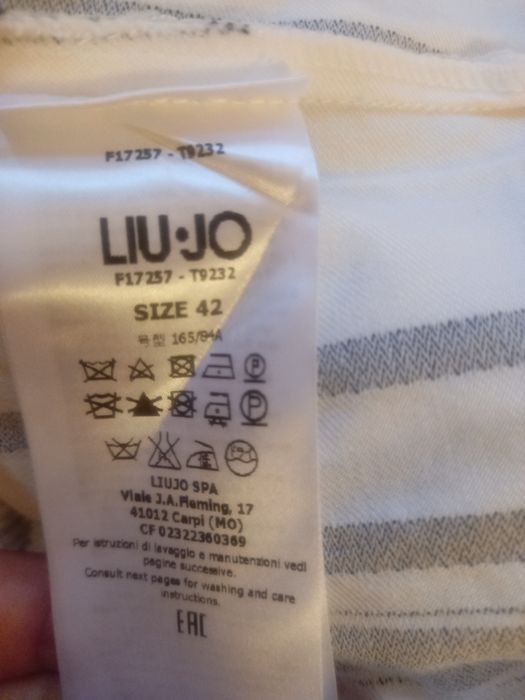 F17257 - T9232
LIU·JO
F17257 - T9232
SIZE 42
号型 165/84A
P
P
LIUJO SPA
Viale J.A.Fleming, 17
41012 Carpi (MO)
CF 02322360369
Per istruzioni di lavaggio e manutenzioni vedi
pagine successive.
Consult next pages for washing and care
instructions.
EAC